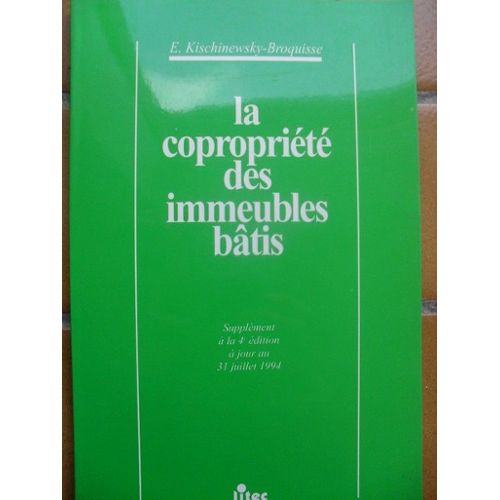 E. Kischinewsky-Broquisse
la
copropriété
des
immeubles
bâtis
Supplément
à la 4e édition
à jour au
31 juillet 1994
litec